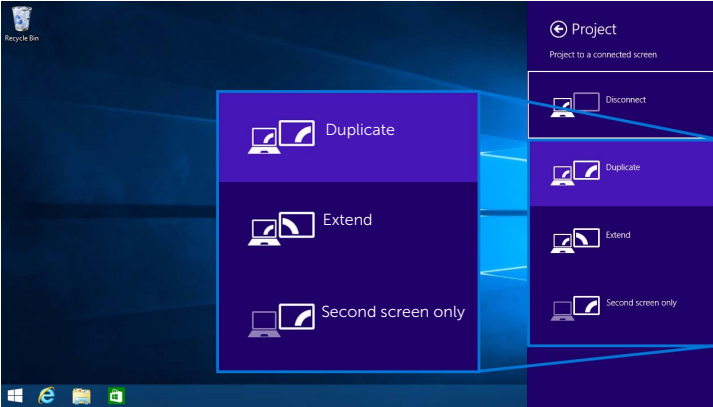 Recycle Bin
Project
Project to a connected screen
Disconnect
Duplicate
Extend
Second screen only
Duplicate
Extend
Second screen only